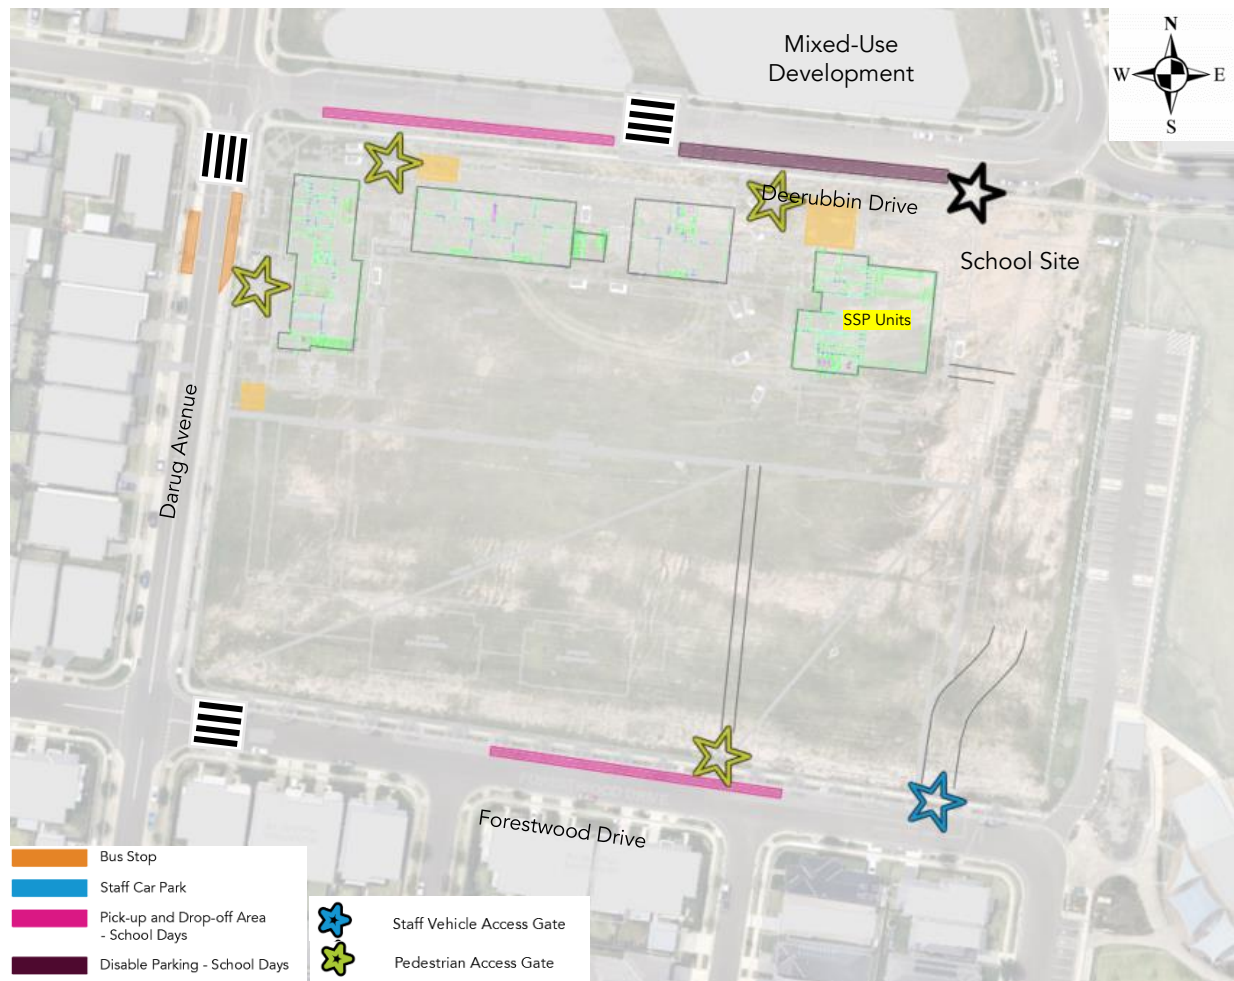 Mixed-Use
Development
N
W
E
S
Deerubbin Drive
School Site
SSP Units
Darug Avenue
Forestwood Drive
Bus Stop
Staff Car Park
Pick-up and Drop-off Area
- School Days
Disable Parking - School Days
Staff Vehicle Access Gate
Pedestrian Access Gate